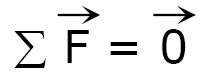 ∑ F⃗ = 0⃗